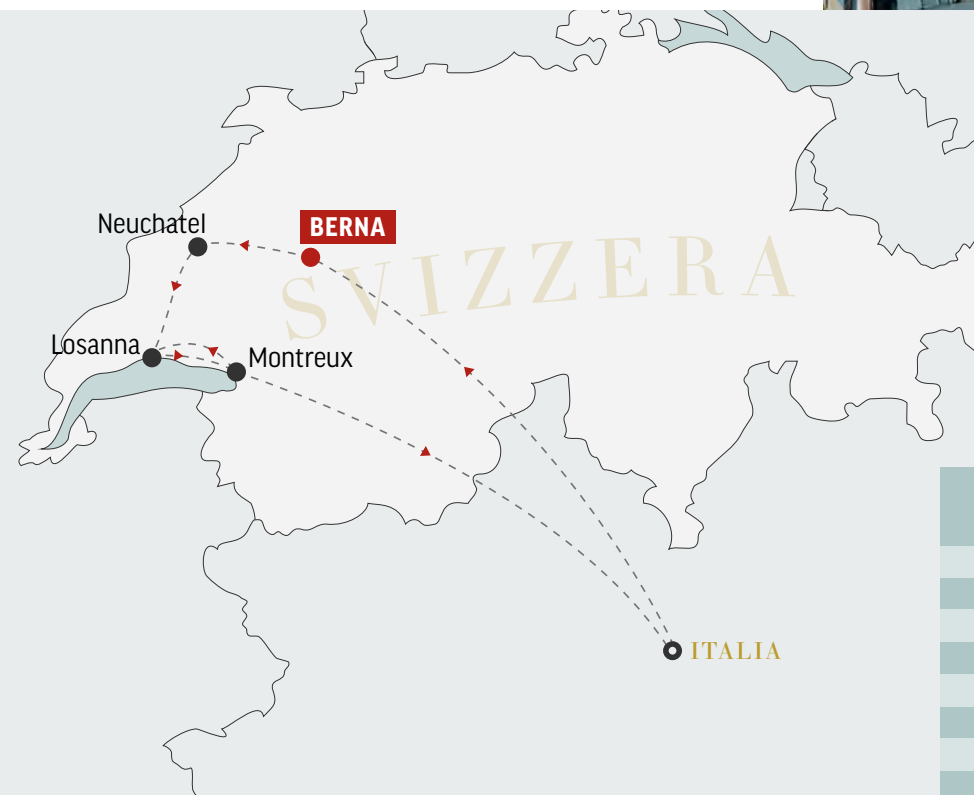 Neuchatel
BERNA
SVIZZERA
Losanna
Montreux
ITALIA